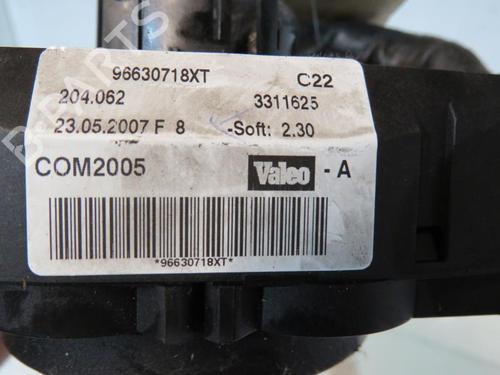 96630718XT C22
204.062 3311625
23.05.2007 F 8 -Soft: 2.30
COM2005 Valeo - A
*96630718XT*